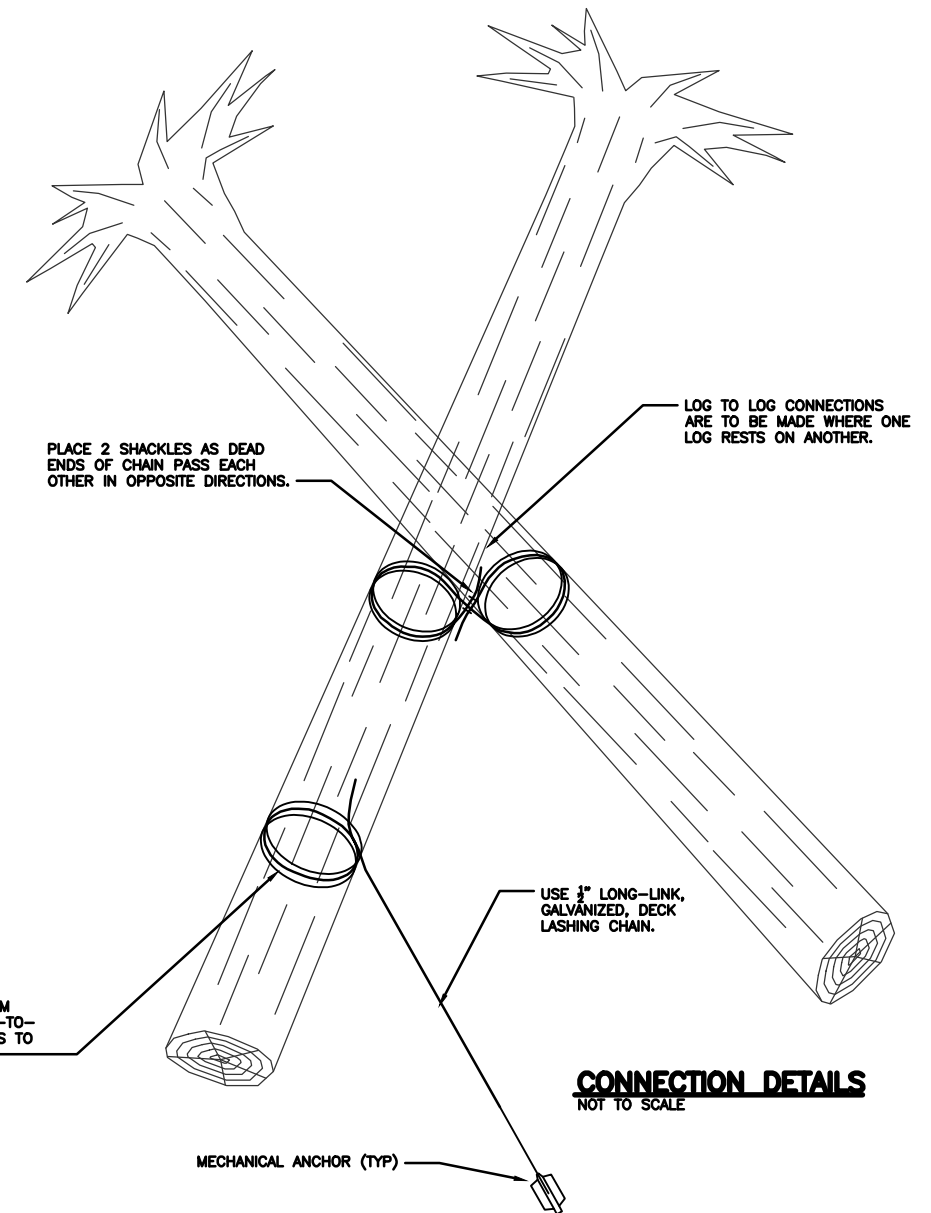 LOG TO LOG CONNECTIONS
ARE TO BE MADE WHERE ONE
LOG RESTS ON ANOTHER.
PLACE 2 SHACKLES AS DEAD
ENDS OF CHAIN PASS EACH
OTHER IN OPPOSITE DIRECTIONS.
USE ½" LONG-LINK,
GALVANIZED, DECK
LASHING CHAIN.
M
-TO-
S TO
CONNECTION DETAILS
NOT TO SCALE
MECHANICAL ANCHOR (TYP)